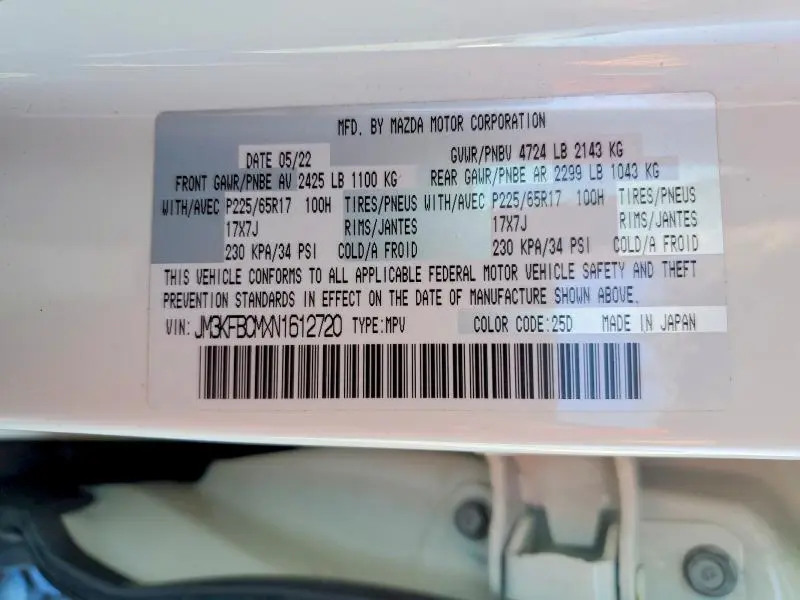 MFD. BY MAZDA MOTOR CORPORATION
DATE 05/22 GVWR/PNBV 4724 LB 2143 KG
FRONT GAWR/PNBE AV 2425 LB 1100 KG REAR GAWR/PNBE AR 2299 LB 1043 KG
WITH/AVEC P225/65R17 100H TIRES/PNEUS WITH/AVEC P225/65R17 100H TIRES/PNEUS
17X7J RIMS/JANTES 17X7J RIMS/JANTES
230 KPA/34 PSI COLD/A FROID 230 KPA/34 PSI COLD/A FROID
THIS VEHICLE CONFORMS TO ALL APPLICABLE FEDERAL MOTOR VEHICLE SAFETY AND THEFT
PREVENTION STANDARDS IN EFFECT ON THE DATE OF MANUFACTURE SHOWN ABOVE.
VIN: JM3KFBCMXN1612720 TYPE:MPV COLOR CODE:25D MADE IN JAPAN